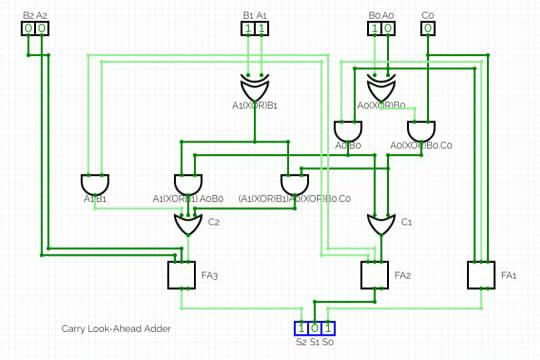 B2 A2
0 0
B1 A1
1 1
B0 A0
1 0
C0
0
A1(XOR)B1
A0(XOR)B0
A0.B0
A0(XOR)B0.C0
A1.B1
A1(XOR)B1).A0B0
(A1(XOR)B1)A0(XOR)B0.C0
C2
C1
FA3
FA2
FA1
Carry Look-Ahead Adder
1 0 1
S2 S1 S0